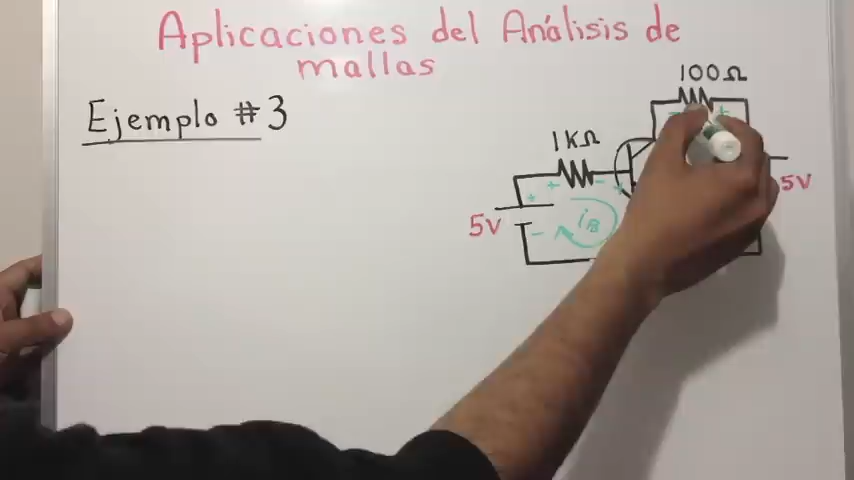 Aplicaciones del Análisis de
mallas
Ejemplo #3
100Ω
1KΩ
5V
5V
iB